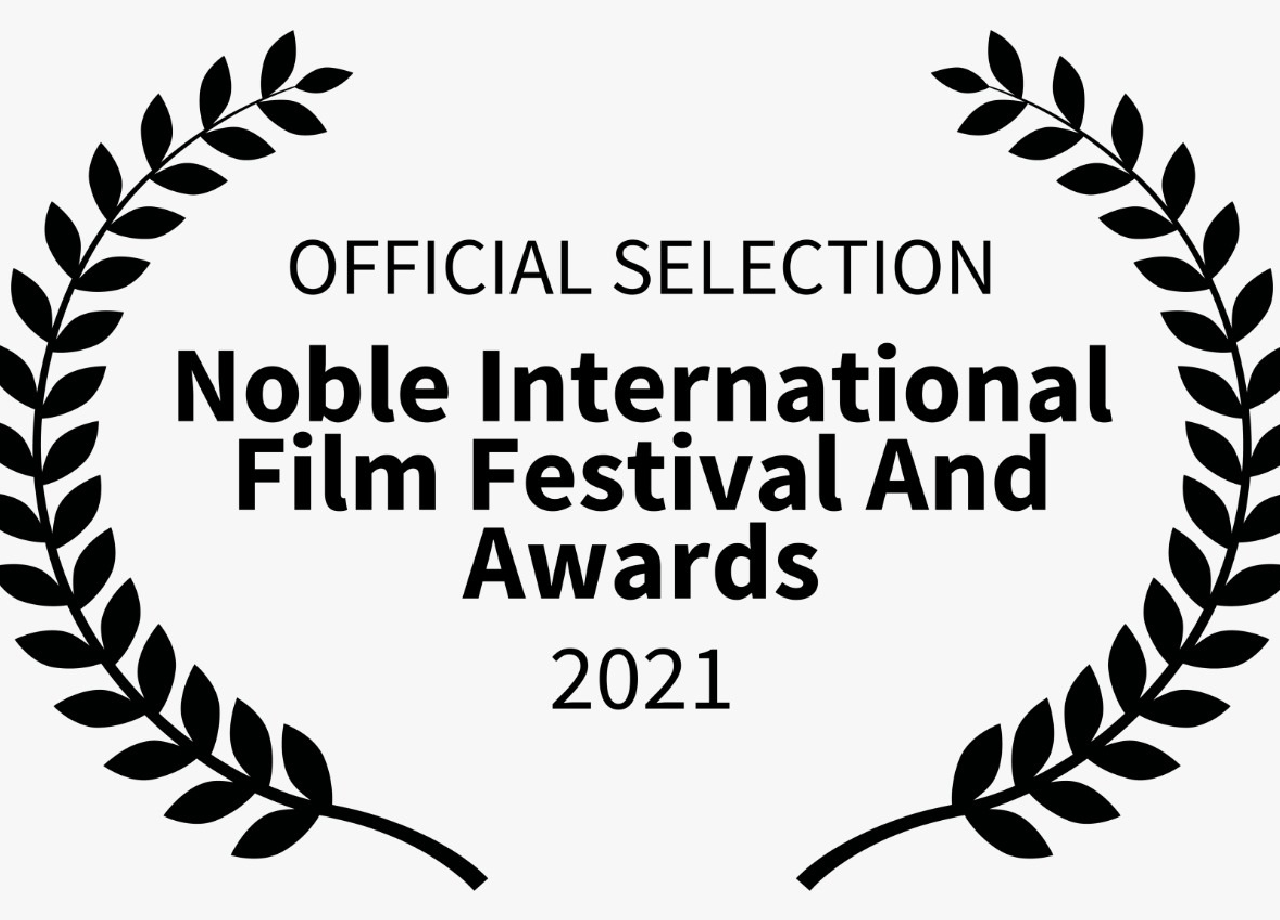 OFFICIAL SELECTION
Noble International
Film Festival And
Awards
2021